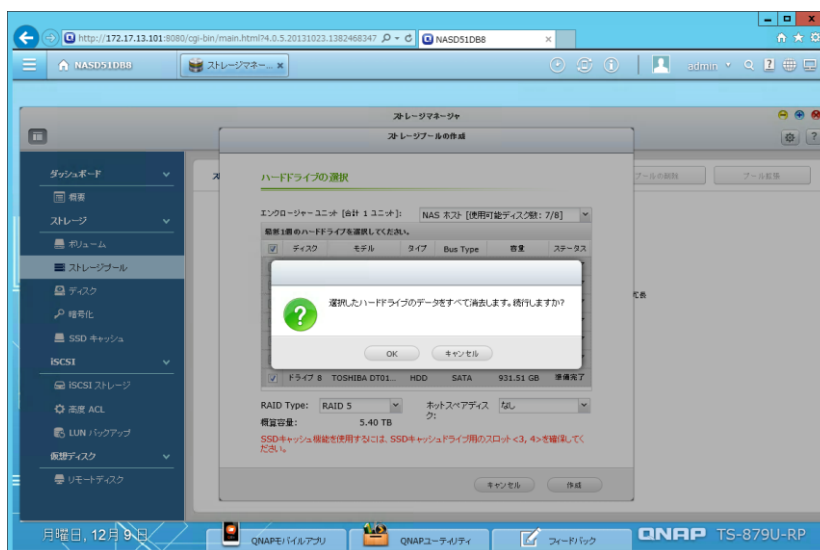 http://172.17.13.101:8080/cgi-bin/main.html?4.0.5.20131023.1382468347
NASD51DB8
NASD51DB8
ストレージマネー...
admin
ストレージマネージャ
ストレージプールの作成
ダッシュボード
概要
ストレージ
ボリューム
ストレージプール
ディスク
暗号化
SSD キャッシュ
iSCSI
iSCSI ストレージ
高度 ACL
LUN バックアップ
仮想ディスク
リモートディスク
プールの削除
プール拡張
ハードドライブの選択
エンクロージャー ユニット [合計 1 ユニット]:
NAS ホスト [使用可能ディスク数: 7/8]
最低1個のハードドライブを選択してください。
ディスク モデル タイプ Bus Type 容量 ステータス
選択したハードドライブのデータをすべて消去します。続行しますか?
OK
キャンセル
ドライブ 8 TOSHIBA DT01... HDD SATA 931.51 GB 準備完了
RAID Type: RAID 5
ホットスペアディスク: なし
概算容量: 5.40 TB
SSDキャッシュ機能を使用するには、SSDキャッシュドライブ用のスロット <3, 4>を確保してく
ださい。
キャンセル
作成
月曜日, 12月 9 日
QNAPモバイルアプリ
QNAPユーティリティ
フィードバック
QNAP TS-879U-RP